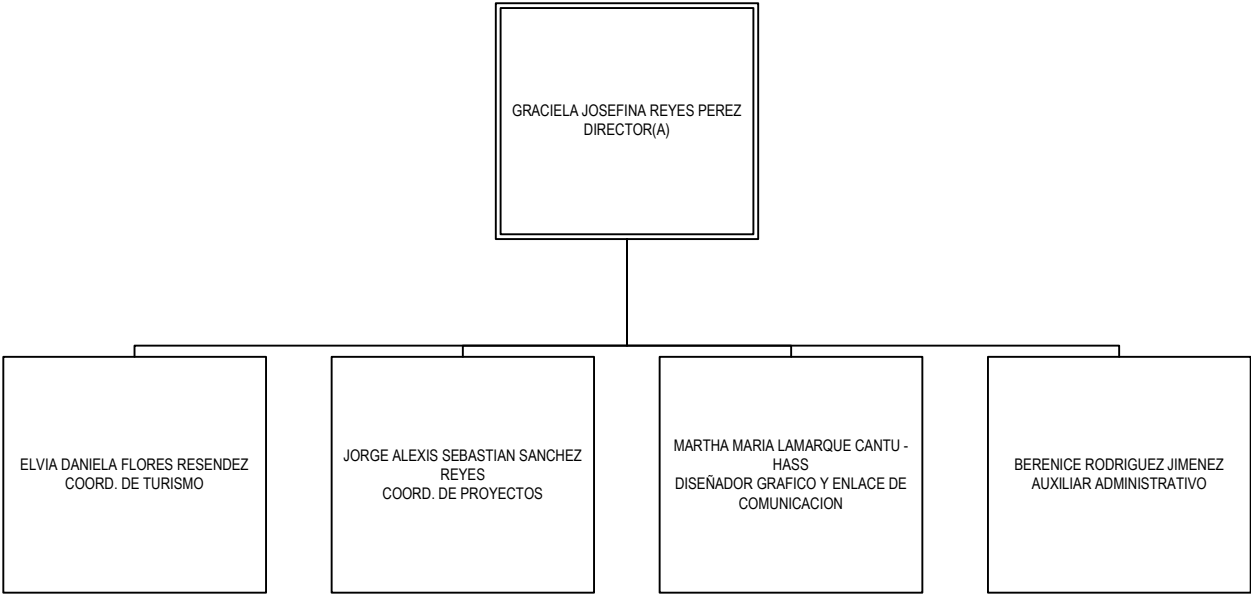 GRACIELA JOSEFINA REYES PEREZ
DIRECTOR(A)
ELVIA DANIELA FLORES RESENDEZ
COORD. DE TURISMO
JORGE ALEXIS SEBASTIAN SANCHEZ
REYES
COORD. DE PROYECTOS
MARTHA MARIA LAMARQUE CANTU -
HASS
DISEÑADOR GRAFICO Y ENLACE DE
COMUNICACION
BERENICE RODRIGUEZ JIMENEZ
AUXILIAR ADMINISTRATIVO